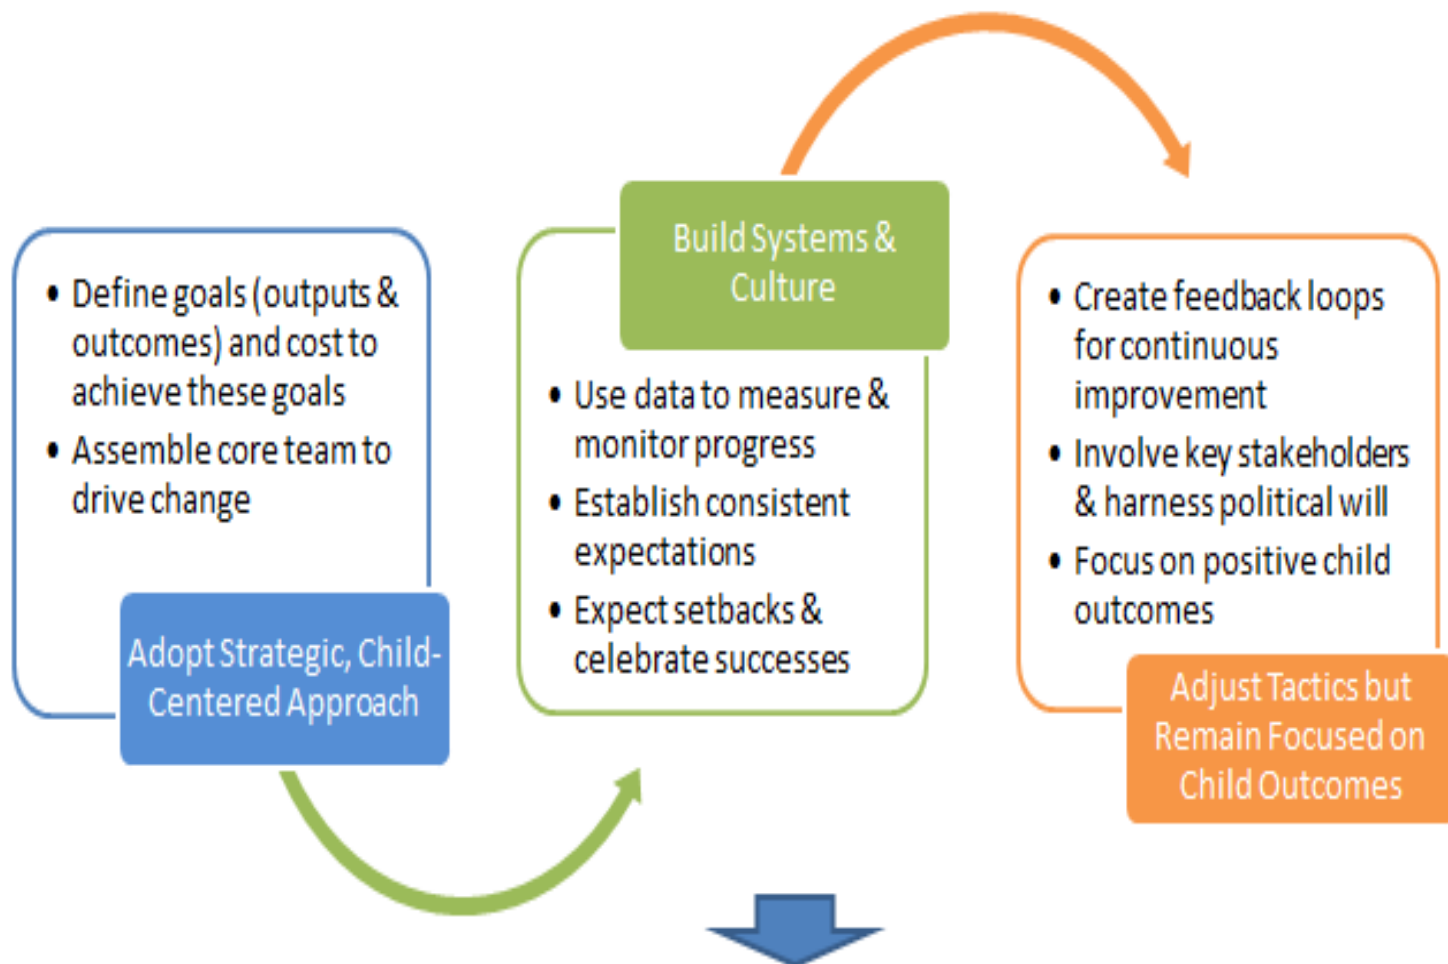 • Define goals (outputs &
outcomes) and cost to
achieve these goals
• Assemble core team to
drive change
Adopt Strategic, Child-
Centered Approach
Build Systems &
Culture
• Use data to measure &
monitor progress
• Establish consistent
expectations
• Expect setbacks &
celebrate successes
• Create feedback loops
for continuous
improvement
• Involve key stakeholders
& harness political will
• Focus on positive child
outcomes
Adjust Tactics but
Remain Focused on
Child Outcomes